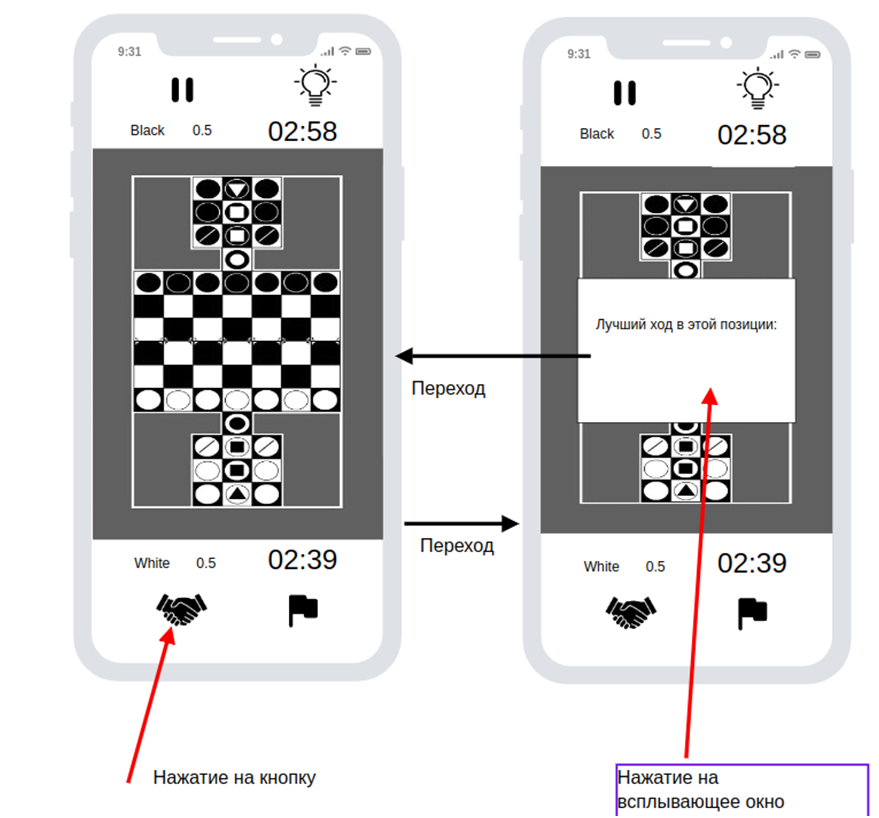 9:31
Black 0.5 02:58
White 0.5 02:39
Нажатие на кнопку
Переход
Переход
9:31
Black 0.5 02:58
Лучший ход в этой позиции:
White 0.5 02:39
Нажатие на
всплывающее окно